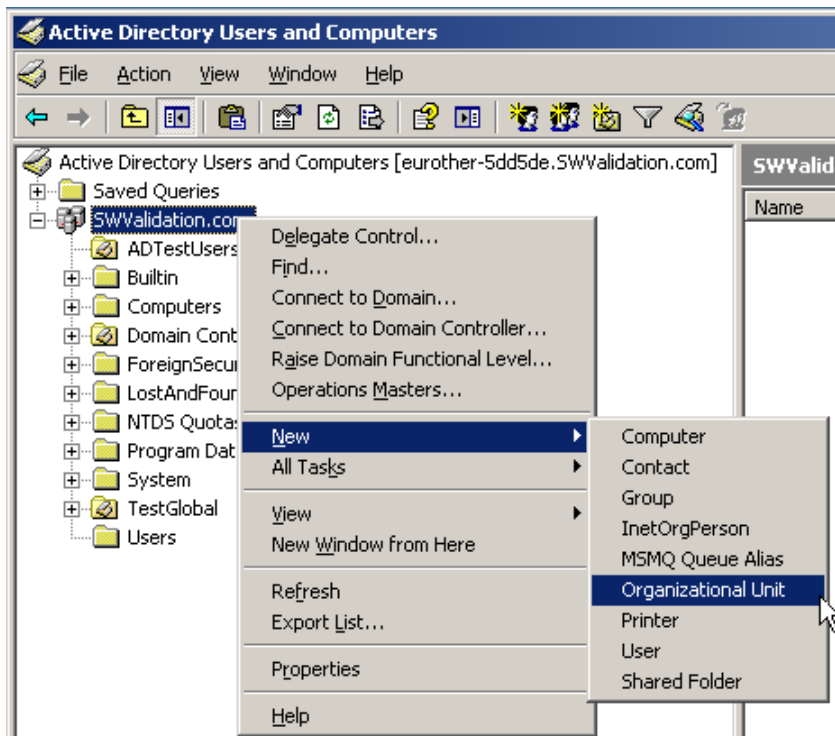 Active Directory Users and Computers
File Action View Window Help
Active Directory Users and Computers [eurother-5dd5de.SWValidation.com]
SWValid
Name
Saved Queries
SWValidation.com
ADTestUsers
Builtin
Computers
Domain Cont
ForeignSecur
LostAndFour
NTDS Quotas
Program Dat
System
TestGlobal
Users
Delegate Control...
Find...
Connect to Domain...
Connect to Domain Controller...
Raise Domain Functional Level...
Operations Masters...
New
All Tasks
View
New Window from Here
Refresh
Export List...
Properties
Help
Computer
Contact
Group
InetOrgPerson
MSMQ Queue Alias
Organizational Unit
Printer
User
Shared Folder